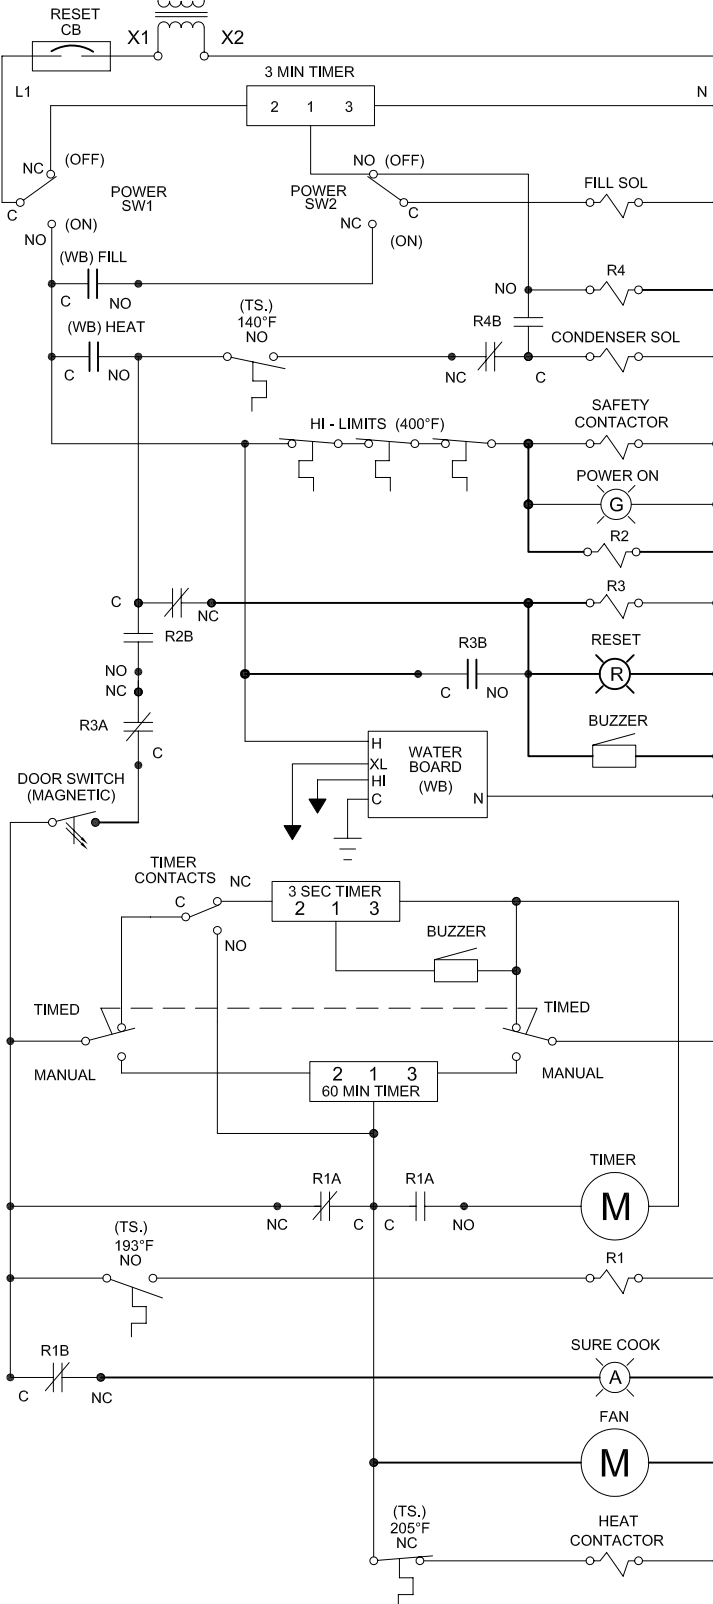 RESET
CB
X1
X2
3 MIN TIMER
L1
N
2 1 3
NC
(OFF)
NO (OFF)
POWER
SW1
POWER
SW2
FILL SOL
C
C
(ON)
NO
NC
(ON)
(WB) FILL
R4
C
NO
NO
(TS.)
140°F
NO
R4B
(WB) HEAT
CONDENSER SOL
C
NO
NC
C
SAFETY
CONTACTOR
HI - LIMITS (400°F)
POWER ON
G
R2
R3
C
NC
R2B
RESET
R3B
R
NO
NC
C
NO
R3A
C
BUZZER
H
XL
HI
C
WATER
BOARD
(WB)
N
DOOR SWITCH
(MAGNETIC)
TIMER
CONTACTS
NC
C
3 SEC TIMER
2 1 3
NO
BUZZER
TIMED
TIMED
MANUAL
MANUAL
2 1 3
60 MIN TIMER
TIMER
M
R1A
R1A
NC
C
C
NO
(TS.)
193°F
NO
R1
R1B
SURE COOK
A
C
NC
FAN
M
(TS.)
205°F
NC
HEAT
CONTACTOR